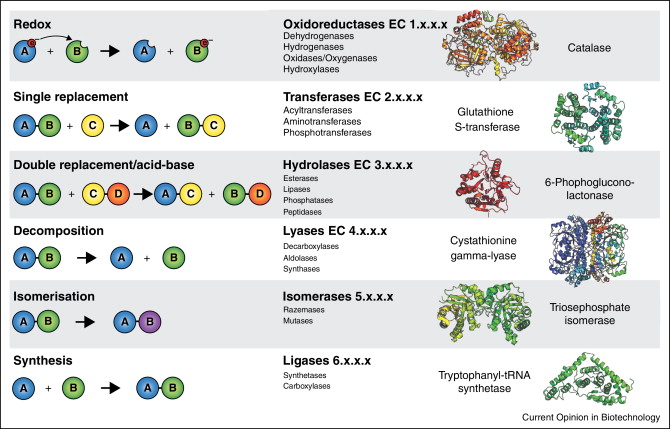 Redox
Oxidoreductases EC 1.x.x.x
Dehydrogenases
Hydrogenases
Oxidases/Oxygenases
Hydroxylases
Catalase
A e – + B A + B e –
Single replacement
Transferases EC 2.x.x.x
Acyltransferases
Aminotransferases
Phosphotransferases
Glutathione
S-transferase
A B + C A + B C
Double replacement/acid-base
Hydrolases EC 3.x.x.x
Esterases
Lipases
Phosphatases
Peptidases
6-Phophoglucono-
lactonase
A B + C D A C + B D
Decomposition
Lyases EC 4.x.x.x
Decarboxylases
Aldolases
Synthases
Cystathionine
gamma-lyase
A B A + B
Isomerisation
Isomerases 5.x.x.x
Razemases
Mutases
Triosephosphate
isomerase
A B A B
Synthesis
Ligases 6.x.x.x
Synthetases
Carboxylases
Tryptophanyl-tRNA
synthetase
A + B A B
Current Opinion in Biotechnology